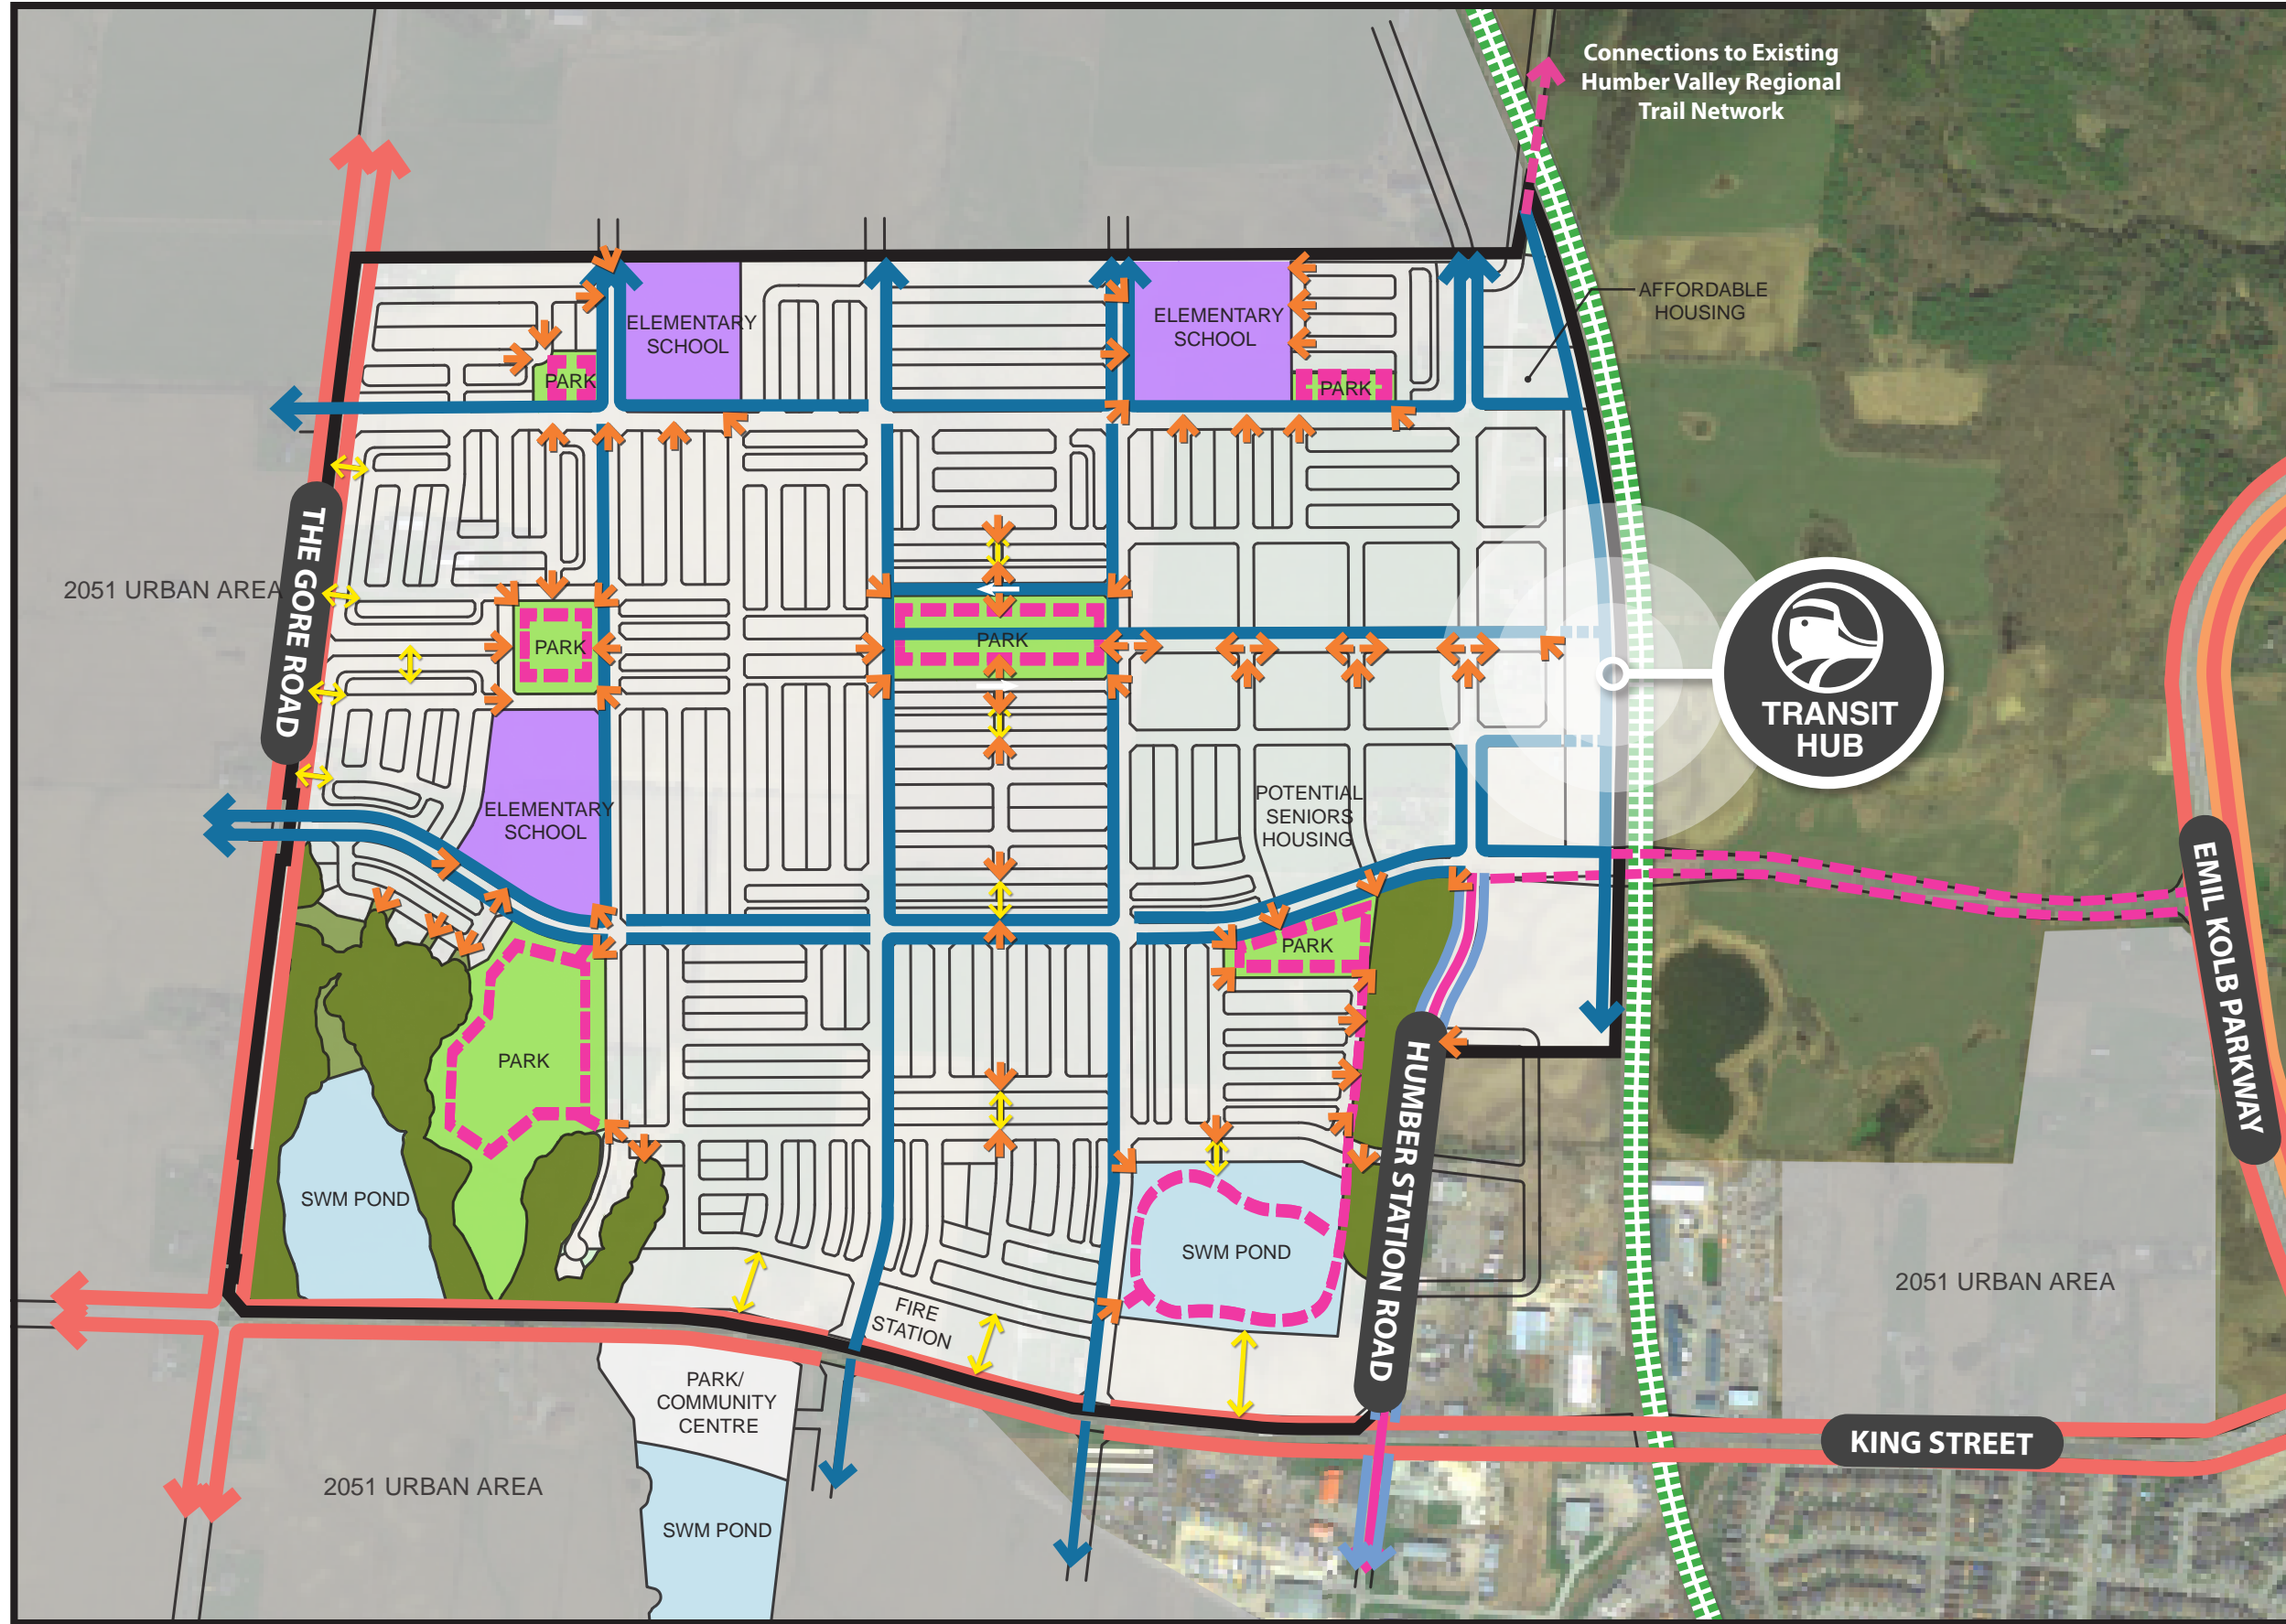 Connections to Existing
Humber Valley Regional
Trail Network
AFFORDABLE
HOUSING
ELEMENTARY
SCHOOL
ELEMENTARY
SCHOOL
PARK
PARK
THE GORE ROAD
2051 URBAN AREA
PARK
PARK
TRANSIT
HUB
ELEMENTARY
SCHOOL
POTENTIAL
SENIORS
HOUSING
EMIL KOLB PARKWAY
PARK
PARK
HUMBER STATION ROAD
SWM POND
SWM POND
2051 URBAN AREA
FIRE
STATION
PARK/
COMMUNITY
CENTRE
KING STREET
2051 URBAN AREA
SWM POND